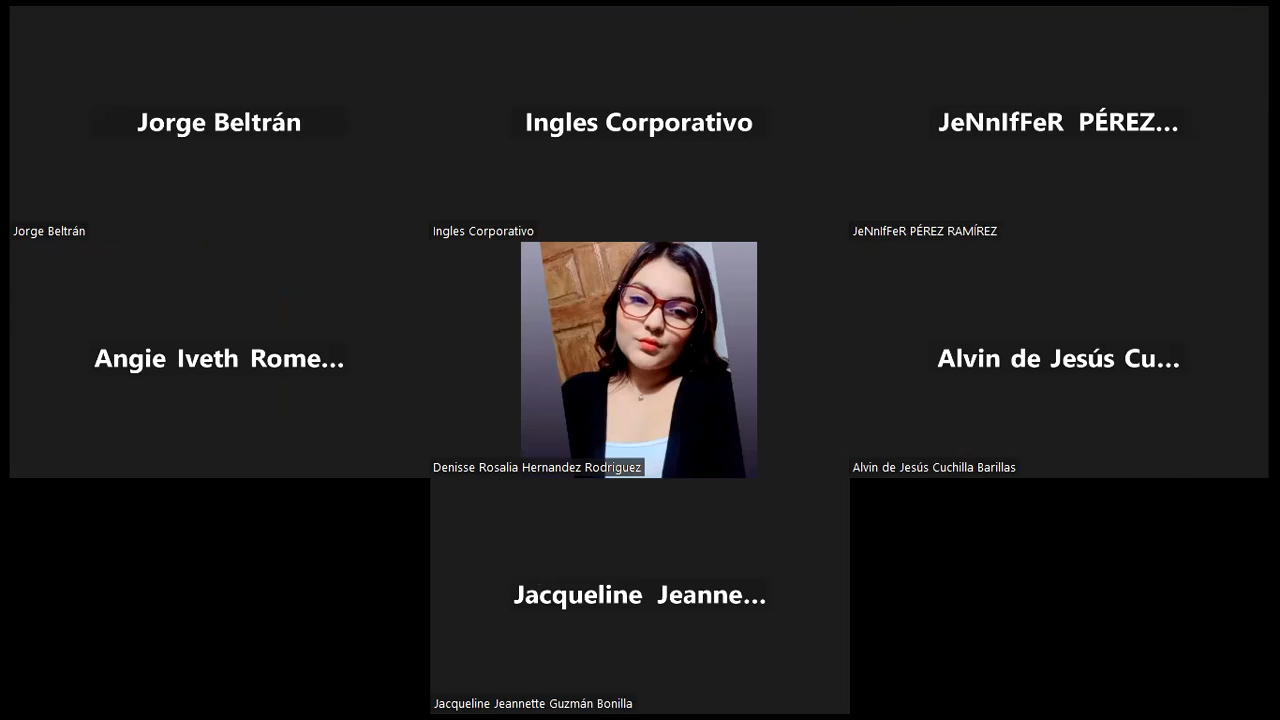 Jorge Beltrán
Ingles Corporativo
JeNnIfFeR PÉREZ...
Jorge Beltrán
Ingles Corporativo
JeNnIfFeR PÉREZ RAMÍREZ
Angie Iveth Rome...
Alvin de Jesús Cu...
Denisse Rosalia Hernandez Rodriguez
Alvin de Jesús Cuchilla Barillas
Jacqueline Jeanne...
Jacqueline Jeannette Guzmán Bonilla